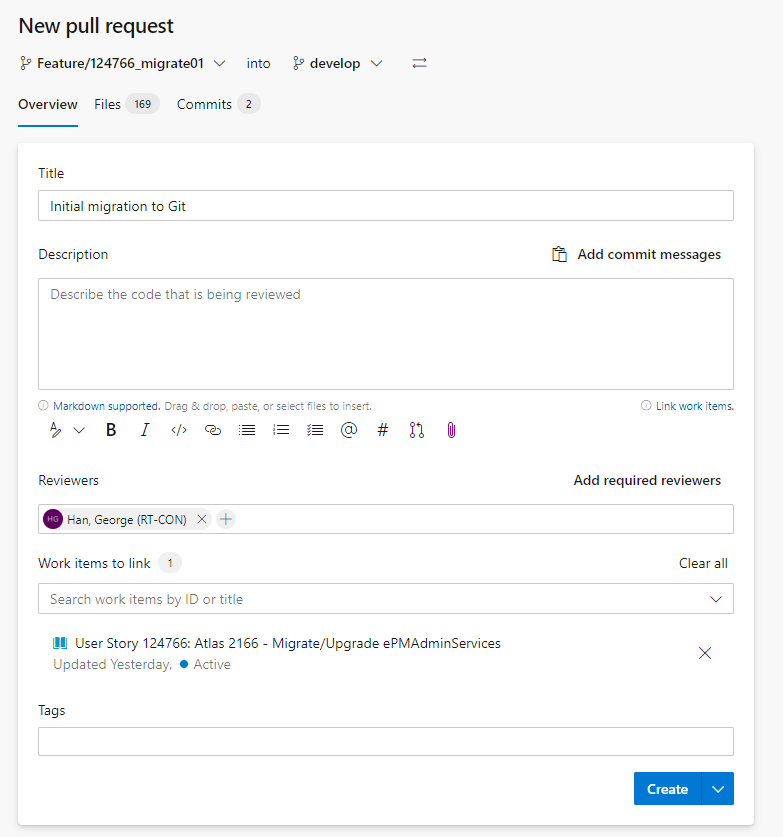 New pull request
Feature/124766_migrate01 into develop
Overview Files 169 Commits 2
Title
Initial migration to Git
Description Add commit messages
Describe the code that is being reviewed
Markdown supported. Drag & drop, paste, or select files to insert. Link work items.
B I </> @ #
Reviewers Add required reviewers
HG Han, George (RT-CON)
Work items to link 1 Clear all
Search work items by ID or title
User Story 124766: Atlas 2166 - Migrate/Upgrade ePMAdminServices
Updated Yesterday, Active
Tags
Create